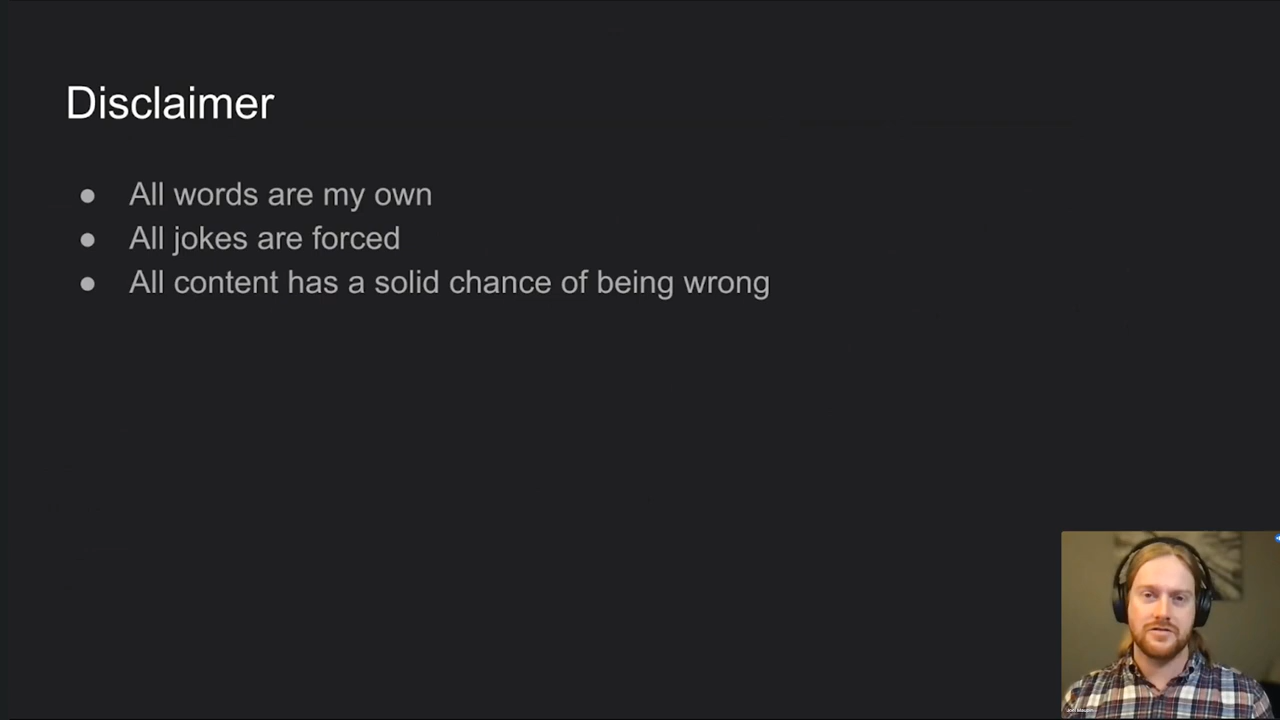 Disclaimer
● All words are my own
● All jokes are forced
● All content has a solid chance of being wrong